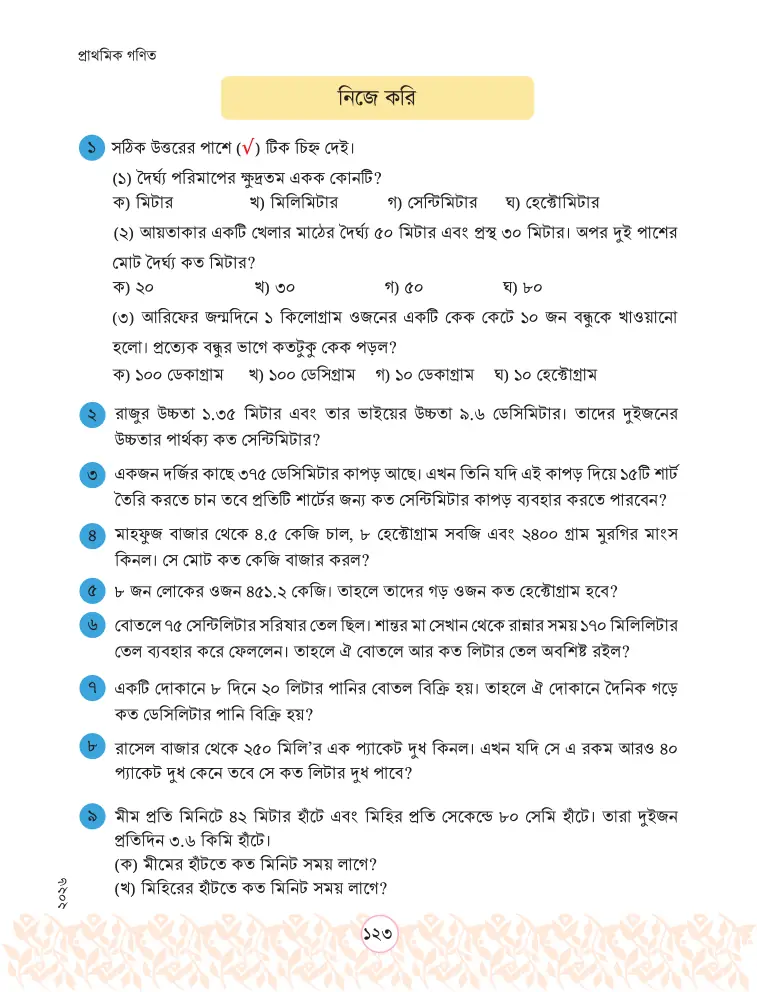 প্রাথমিক গণিত
নিজে করি
১ সঠিক উত্তরের পাশে (√) টিক চিহ্ন দেই।
(১) দৈর্ঘ্য পরিমাপের ক্ষুদ্রতম একক কোনটি?
ক) মিটার খ) মিলিমিটার গ) সেন্টিমিটার ঘ) হেক্টোমিটার
(২) আয়তাকার একটি খেলার মাঠের দৈর্ঘ্য ৫০ মিটার এবং প্রস্থ ৩০ মিটার। অপর দুই পাশের
মোট দৈর্ঘ্য কত মিটার?
ক) ২০ খ) ৩০ গ) ৫০ ঘ) ৮০
(৩) আরিফের জন্মদিনে ১ কিলোগ্রাম ওজনের একটি কেক কেটে ১০ জন বন্ধুকে খাওয়ানো
হলো। প্রত্যেক বন্ধুর ভাগে কতটুকু কেক পড়ল?
ক) ১০০ ডেকাগ্রাম খ) ১০০ ডেসিগ্রাম গ) ১০ ডেকাগ্রাম ঘ) ১০ হেক্টোগ্রাম
২ রাজুর উচ্চতা ১.৩৫ মিটার এবং তার ভাইয়ের উচ্চতা ৯.৬ ডেসিমিটার। তাদের দুইজনের
উচ্চতার পার্থক্য কত সেন্টিমিটার?
৩ একজন দর্জির কাছে ৩৭৫ ডেসিমিটার কাপড় আছে। এখন তিনি যদি এই কাপড় দিয়ে ১৫টি শার্ট
তৈরি করতে চান তবে প্রতিটি শার্টের জন্য কত সেন্টিমিটার কাপড় ব্যবহার করতে পারবেন?
৪ মাহফুজ বাজার থেকে ৪.৫ কেজি চাল, ৮ হেক্টোগ্রাম সবজি এবং ২৪০০ গ্রাম মুরগির মাংস
কিনল। সে মোট কত কেজি বাজার করল?
৫ ৮ জন লোকের ওজন ৪৫১.২ কেজি। তাহলে তাদের গড় ওজন কত হেক্টোগ্রাম হবে?
৬ বোতলে ৭৫ সেন্টিলিটার সরিষার তেল ছিল। শান্তর মা সেখান থেকে রান্নার সময় ১৭০ মিলিলিটার
তেল ব্যবহার করে ফেললেন। তাহলে ঐ বোতলে আর কত লিটার তেল অবশিষ্ট রইল?
৭ একটি দোকানে ৮ দিনে ২০ লিটার পানির বোতল বিক্রি হয়। তাহলে ঐ দোকানে দৈনিক গড়ে
কত ডেসিলিটার পানি বিক্রি হয়?
৮ রাসেল বাজার থেকে ২৫০ মিলি’র এক প্যাকেট দুধ কিনল। এখন যদি সে এ রকম আরও ৪০
প্যাকেট দুধ কেনে তবে সে কত লিটার দুধ পাবে?
৯ মীম প্রতি মিনিটে ৪২ মিটার হাঁটে এবং মিহির প্রতি সেকেন্ডে ৮০ সেমি হাঁটে। তারা দুইজন
প্রতিদিন ৩.৬ কিমি হাঁটে।
(ক) মীমের হাঁটতে কত মিনিট সময় লাগে?
(খ) মিহিরের হাঁটতে কত মিনিট সময় লাগে?
২০২৬
১২৩